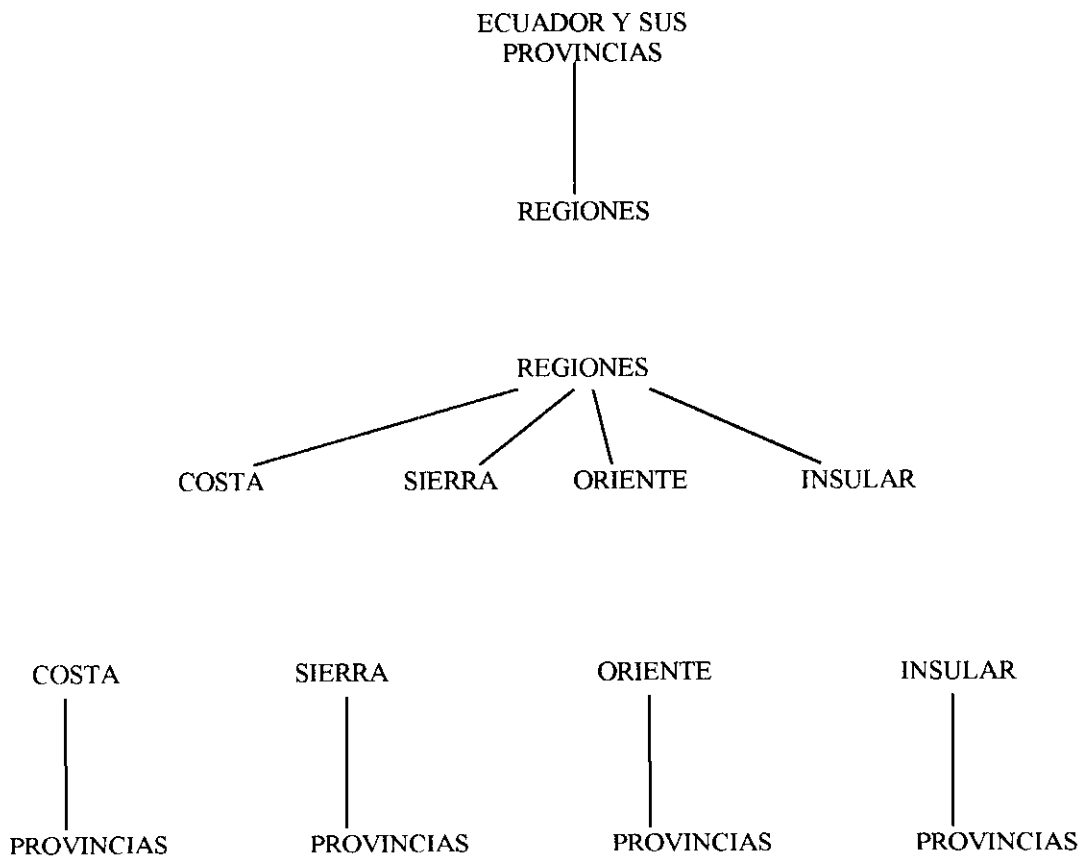 ECUADOR Y SUS
PROVINCIAS
REGIONES
REGIONES
COSTA SIERRA ORIENTE INSULAR
COSTA SIERRA ORIENTE INSULAR
PROVINCIAS PROVINCIAS PROVINCIAS PROVINCIAS